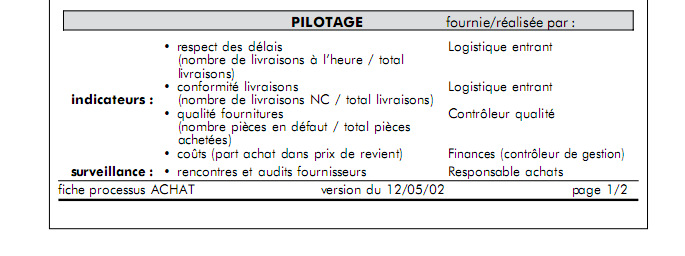 PILOTAGE fournie/réalisée par :
• respect des délais Logistique entrant
(nombre de livraisons à l'heure / total
livraisons)
• conformité livraisons Logistique entrant
indicateurs : (nombre de livraisons NC / total livraisons)
• qualité fournitures Contrôleur qualité
(nombre pièces en défaut / total pièces
achetées)
• coûts (part achat dans prix de revient) Finances (contrôleur de gestion)
surveillance : • rencontres et audits fournisseurs Responsable achats
fiche processus ACHAT version du 12/05/02 page 1/2